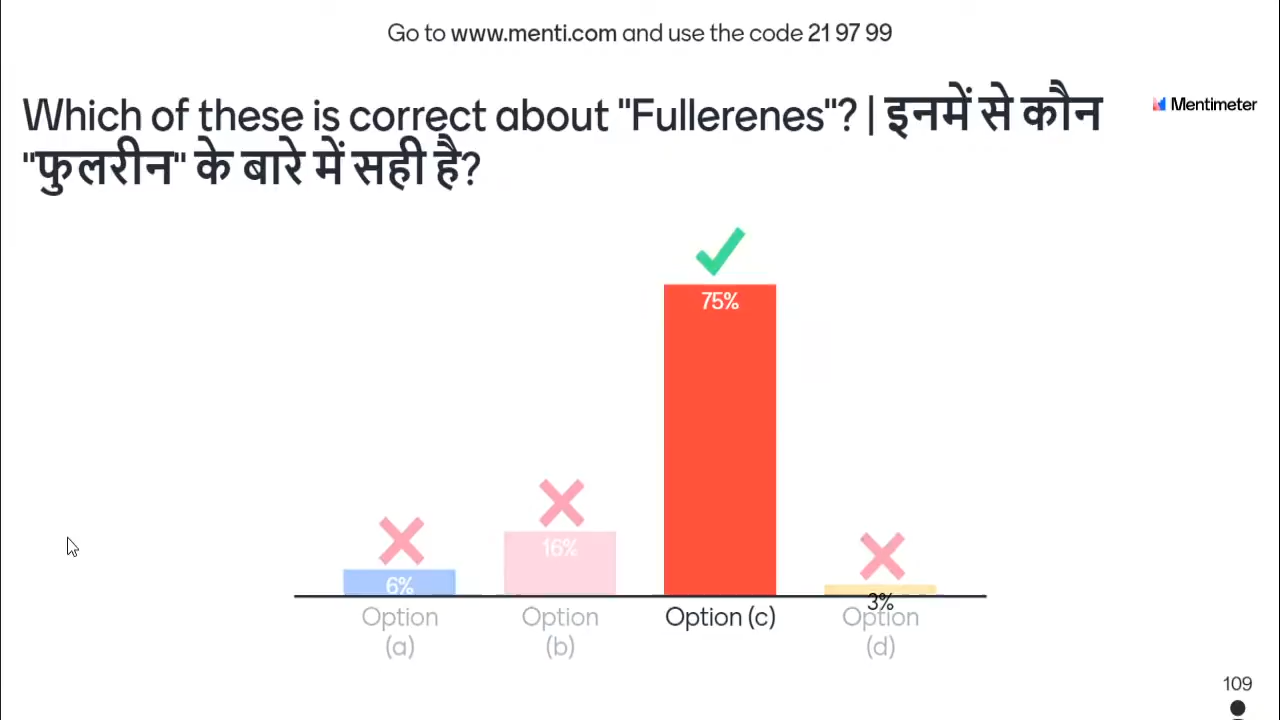 Go to www.menti.com and use the code 21 97 99
Which of these is correct about "Fullerenes"? | इनमें से कौन
"फुलरीन" के बारे में सही है?
Mentimeter
75%
16%
6%
3%
Option (a)
Option (b)
Option (c)
Option (d)
109